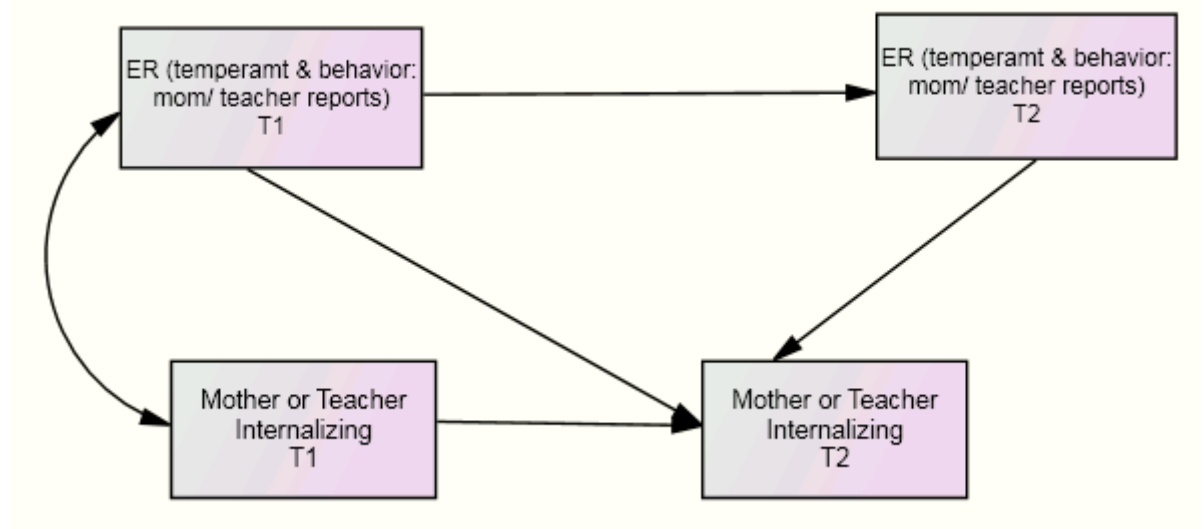 ER (temperamt & behavior:
mom/ teacher reports)
T1
ER (temperamt & behavior:
mom/ teacher reports)
T2
Mother or Teacher
Internalizing
T1
Mother or Teacher
Internalizing
T2